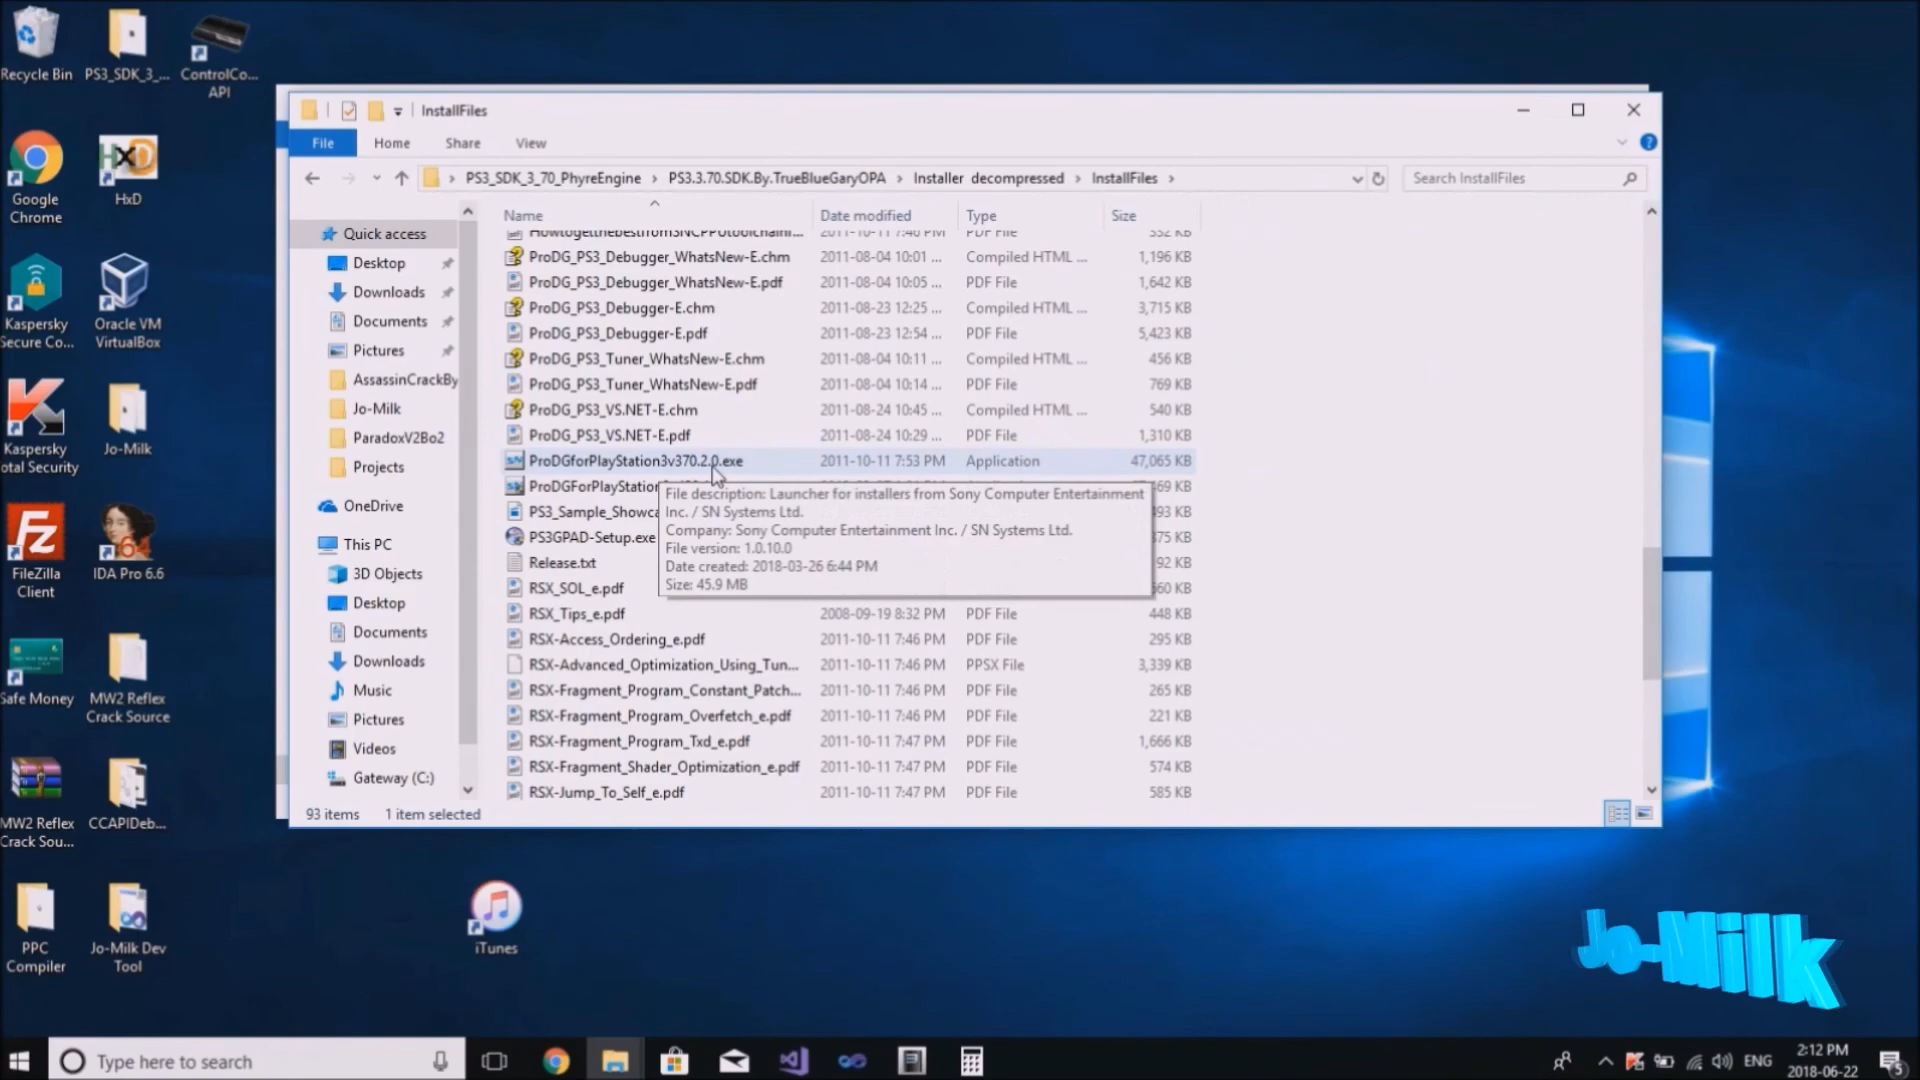 Recycle Bin
PS3_SDK_3_...
ControlCo...
API
Google
Chrome
HxD
Kaspersky
Secure Co...
Oracle VM
VirtualBox
Kaspersky
otal Security
Jo-Milk
FileZilla
Client
IDA Pro 6.6
Safe Money
MW2 Reflex
Crack Source
MW2 Reflex
Crack Sou...
CCAPIDeb...
PPC
Compiler
Jo-Milk Dev
Tool
iTunes
InstallFiles
File Home Share View
PS3_SDK_3_70_PhyreEngine > PS3.3.70.SDK.By.TrueBlueGaryOPA > Installer decompressed > InstallFiles >
Search InstallFiles
Quick access
Desktop
Downloads
Documents
Pictures
AssassinCrackBy
Jo-Milk
ParadoxV2Bo2
Projects
OneDrive
This PC
3D Objects
Desktop
Documents
Downloads
Music
Pictures
Videos
Gateway (C:)
Name Date modified Type Size
ProDG_PS3_Debugger_WhatsNew-E.chm 2011-08-04 10:01 ... Compiled HTML ... 1,196 KB
ProDG_PS3_Debugger_WhatsNew-E.pdf 2011-08-04 10:05 ... PDF File 1,642 KB
ProDG_PS3_Debugger-E.chm 2011-08-23 12:25 ... Compiled HTML ... 3,715 KB
ProDG_PS3_Debugger-E.pdf 2011-08-23 12:54 ... PDF File 5,423 KB
ProDG_PS3_Tuner_WhatsNew-E.chm 2011-08-04 10:11 ... Compiled HTML ... 456 KB
ProDG_PS3_Tuner_WhatsNew-E.pdf 2011-08-04 10:14 ... PDF File 769 KB
ProDG_PS3_VS.NET-E.chm 2011-08-24 10:45 ... Compiled HTML ... 540 KB
ProDG_PS3_VS.NET-E.pdf 2011-08-24 10:29 ... PDF File 1,310 KB
ProDGforPlayStation3v370.2.0.exe 2011-10-11 7:53 PM Application 47,065 KB
ProDGForPlayStation
PS3_Sample_Showca
PS3GPAD-Setup.exe
Release.txt
RSX_SOL_e.pdf
File description: Launcher for installers from Sony Computer Entertainment
Inc. / SN Systems Ltd.
Company: Sony Computer Entertainment Inc. / SN Systems Ltd.
File version: 1.0.10.0
Date created: 2018-03-26 6:44 PM
Size: 45.9 MB
RSX_Tips_e.pdf 2008-09-19 8:32 PM PDF File 448 KB
RSX-Access_Ordering_e.pdf 2011-10-11 7:46 PM PDF File 295 KB
RSX-Advanced_Optimization_Using_Tun... 2011-10-11 7:46 PM PPSX File 3,339 KB
RSX-Fragment_Program_Constant_Patch... 2011-10-11 7:46 PM PDF File 265 KB
RSX-Fragment_Program_Overfetch_e.pdf 2011-10-11 7:46 PM PDF File 221 KB
RSX-Fragment_Program_Txd_e.pdf 2011-10-11 7:47 PM PDF File 1,666 KB
RSX-Fragment_Shader_Optimization_e.pdf 2011-10-11 7:47 PM PDF File 574 KB
RSX-Jump_To_Self_e.pdf 2011-10-11 7:47 PM PDF File 585 KB
93 items 1 item selected
Jo-Milk
Type here to search
ENG
2:12 PM
2018-06-22
5